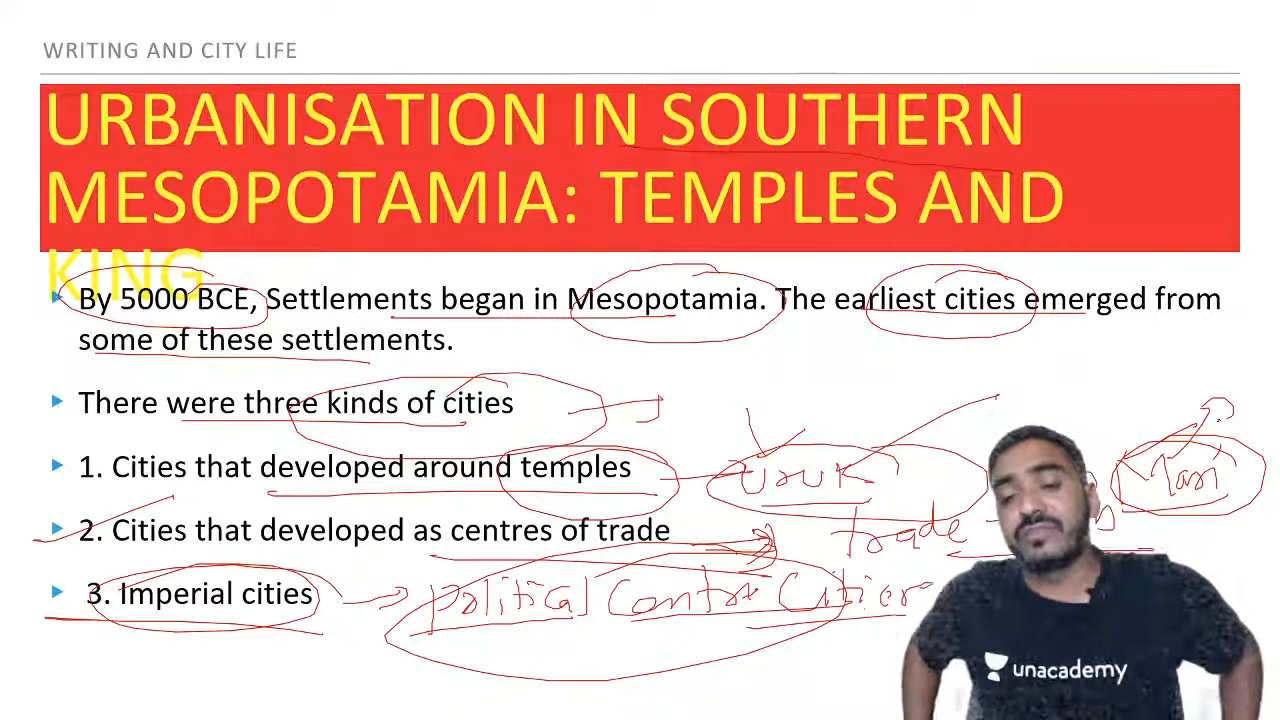 WRITING AND CITY LIFE
URBANISATION IN SOUTHERN
MESOPOTAMIA: TEMPLES AND
KING
By 5000 BCE, Settlements began in Mesopotamia. The earliest cities emerged from
some of these settlements.
There were three kinds of cities
1. Cities that developed around temples
Uruk
2. Cities that developed as centres of trade
trade
3. Imperial cities
Political Centre Cities
unacademy